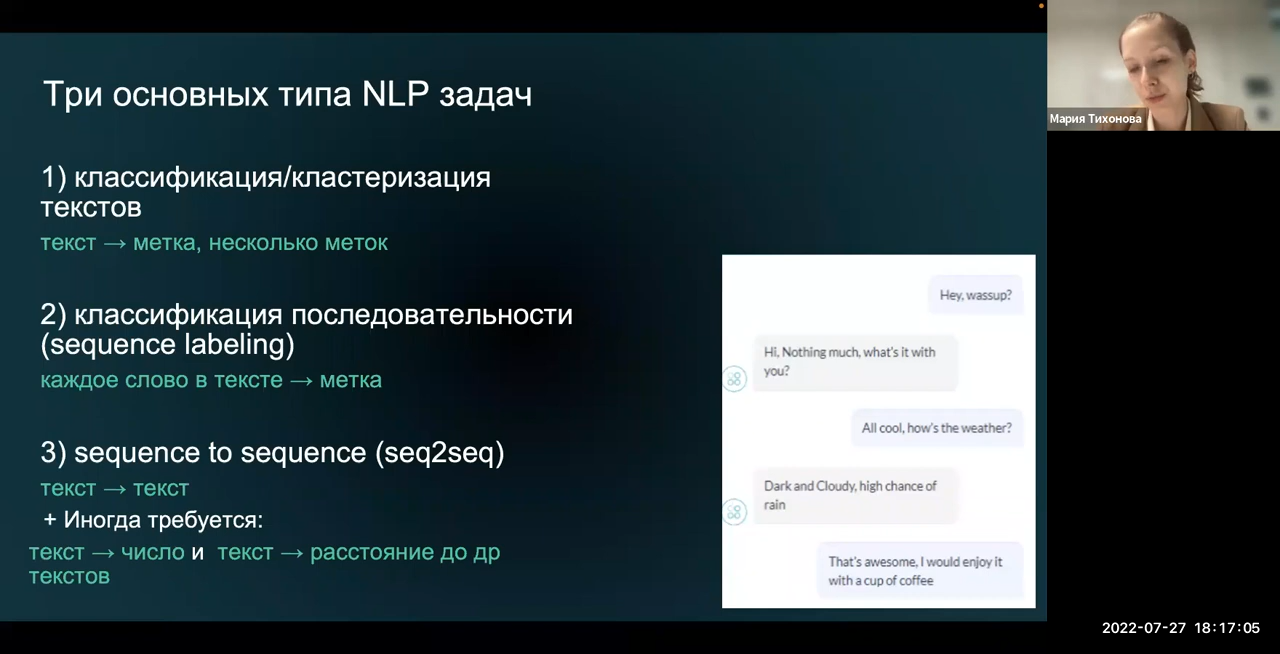 Три основных типа NLP задач
1) классификация/кластеризация
текстов
текст → метка, несколько меток
2) классификация последовательности
(sequence labeling)
каждое слово в тексте → метка
3) sequence to sequence (seq2seq)
текст → текст
+ Иногда требуется:
текст → число и текст → расстояние до др
текстов
Hey, wassup?
Hi, Nothing much, what's it with
you?
All cool, how's the weather?
Dark and Cloudy, high chance of
rain
That's awesome, I would enjoy it
with a cup of coffee
Мария Тихонова
2022-07-27 18:17:05